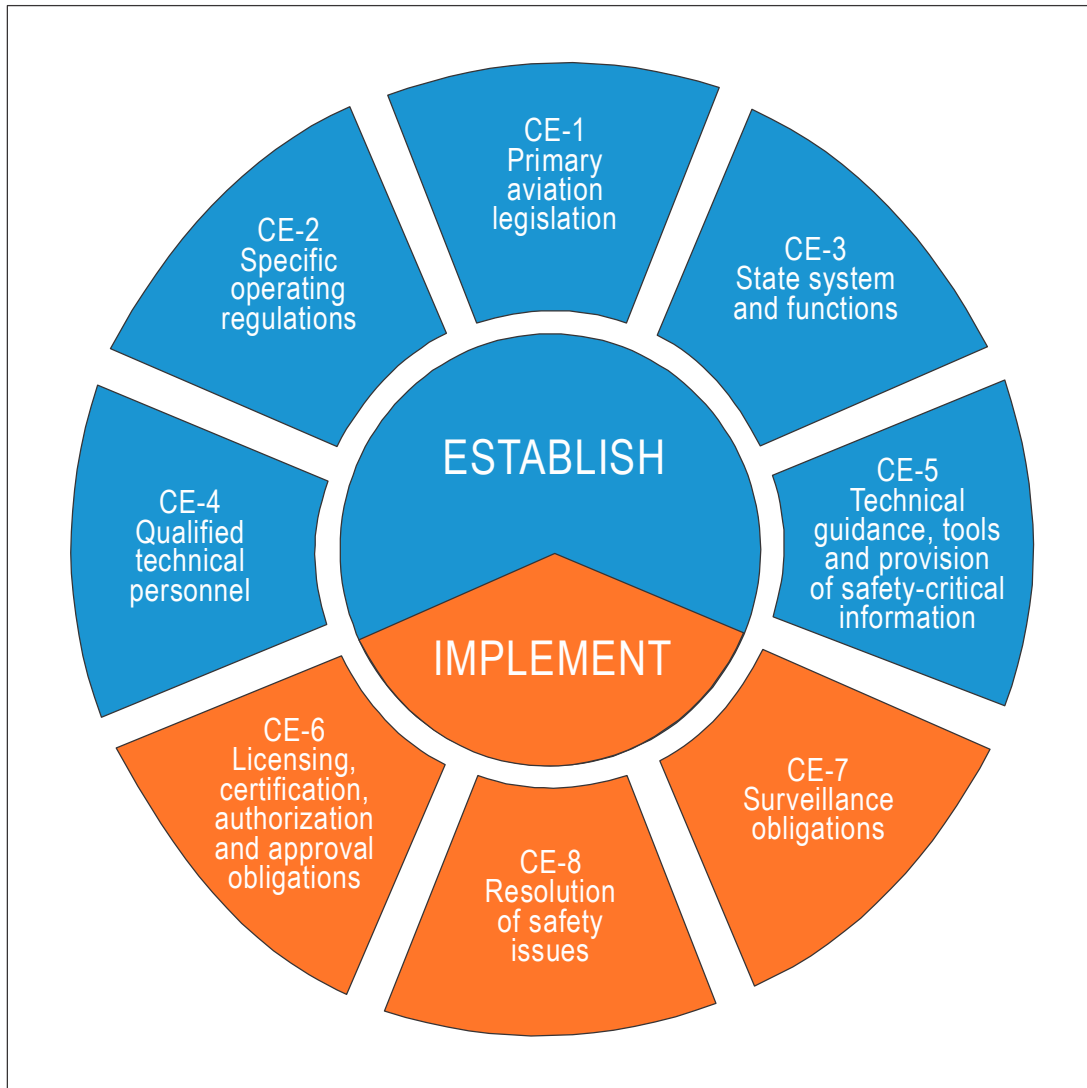 CE-1
Primary
aviation
legislation
CE-2
Specific
operating
regulations
CE-3
State system
and functions
CE-4
Qualified
technical
personnel
ESTABLISH
CE-5
Technical
guidance, tools
and provision
of safety-critical
information
IMPLEMENT
CE-6
Licensing,
certification,
authorization
and approval
obligations
CE-8
Resolution
of safety
issues
CE-7
Surveillance
obligations